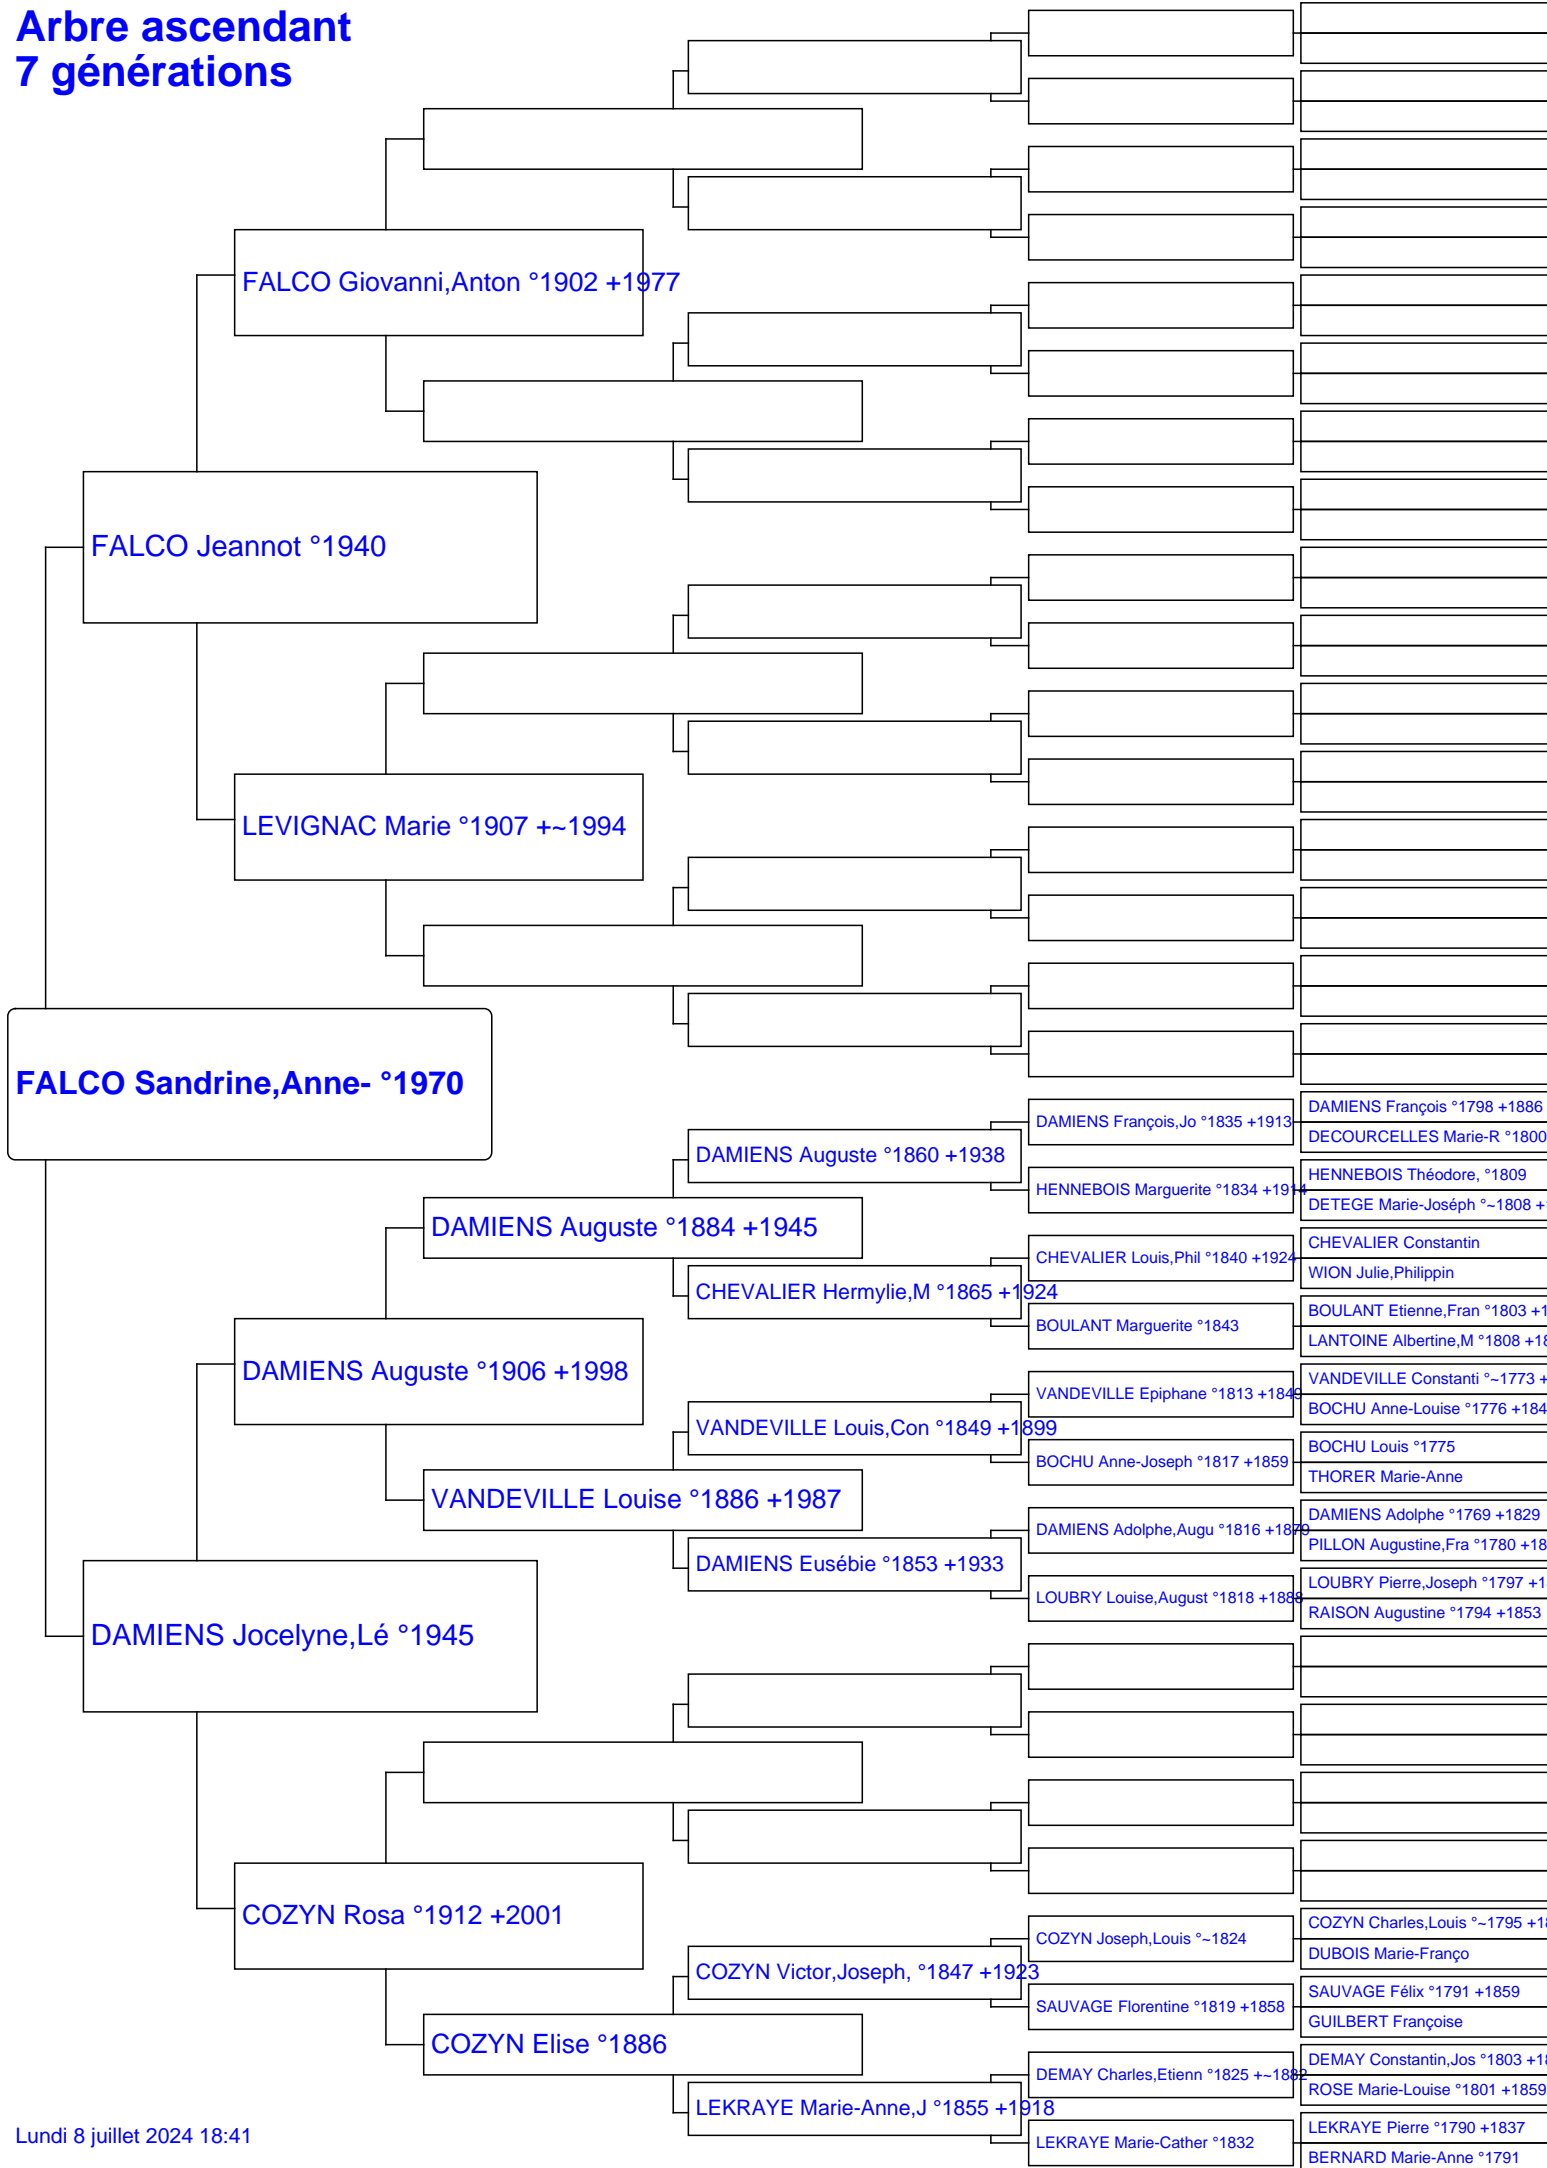 Arbre ascendant
7 générations
FALCO Giovanni,Anton °1902 +1977
FALCO Jeannot °1940
LEVIGNAC Marie °1907 +~1994
FALCO Sandrine,Anne- °1970
DAMIENS François,Jo °1835 +1913
DAMIENS François °1798 +1886
DECOURCELLES Marie-R °1800
DAMIENS Auguste °1860 +1938
HENNEBOIS Marguerite °1834 +1914
HENNEBOIS Théodore, °1809
DETEGE Marie-Joséph °~1808 +
DAMIENS Auguste °1884 +1945
CHEVALIER Louis,Phil °1840 +1924
CHEVALIER Constantin
WION Julie,Philippin
CHEVALIER Hermylie,M °1865 +1924
BOULANT Marguerite °1843
BOULANT Etienne,Fran °1803 +1
LANTOINE Albertine,M °1808 +18
DAMIENS Auguste °1906 +1998
VANDEVILLE Epiphane °1813 +1849
VANDEVILLE Constanti °~1773 +
BOCHU Anne-Louise °1776 +184
VANDEVILLE Louis,Con °1849 +1899
BOCHU Anne-Joseph °1817 +1859
BOCHU Louis °1775
THORER Marie-Anne
VANDEVILLE Louise °1886 +1987
DAMIENS Adolphe,Augu °1816 +1879
DAMIENS Adolphe °1769 +1829
PILLON Augustine,Fra °1780 +18
DAMIENS Eusébie °1853 +1933
LOUBRY Louise,August °1818 +1888
LOUBRY Pierre,Joseph °1797 +1
RAISON Augustine °1794 +1853
DAMIENS Jocelyne,Lé °1945
COZYN Rosa °1912 +2001
COZYN Joseph,Louis °~1824
COZYN Charles,Louis °~1795 +18
DUBOIS Marie-Franço
COZYN Victor,Joseph, °1847 +1923
SAUVAGE Florentine °1819 +1858
SAUVAGE Félix °1791 +1859
GUILBERT Françoise
COZYN Elise °1886
DEMAY Charles,Etienn °1825 +~1882
DEMAY Constantin,Jos °1803 +18
ROSE Marie-Louise °1801 +1859
LEKRAYE Marie-Anne,J °1855 +1918
LEKRAYE Marie-Cather °1832
LEKRAYE Pierre °1790 +1837
BERNARD Marie-Anne °1791
Lundi 8 juillet 2024 18:41